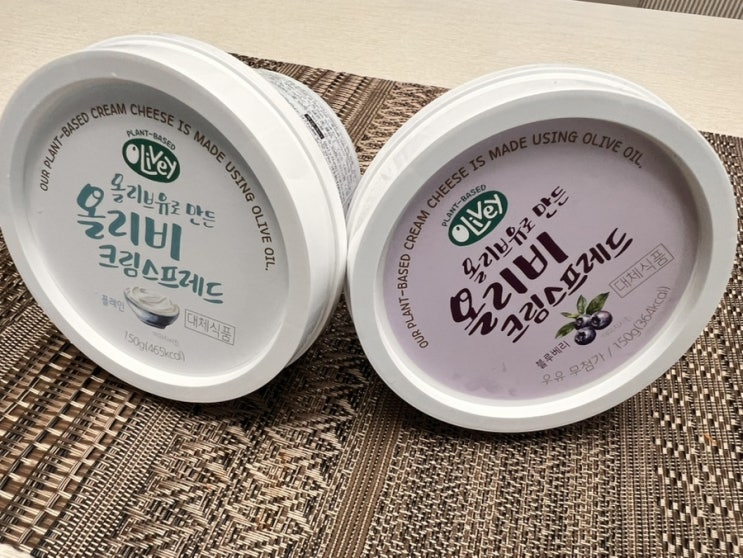 OUR PLANT-BASED CREAM CHEESE IS MADE USING OLIVE OIL.
PLANT-BASED
OLIVEY
올리브유로 만든
올리비
크림스프레드
플레인
대체식품
150g(465kcal)
OUR PLANT-BASED CREAM CHEESE IS MADE USING OLIVE OIL.
PLANT-BASED
OLIVEY
올리브유로 만든
올리비
크림스프레드
블루베리
대체식품
우유 무첨가 / 150g(364kcal)